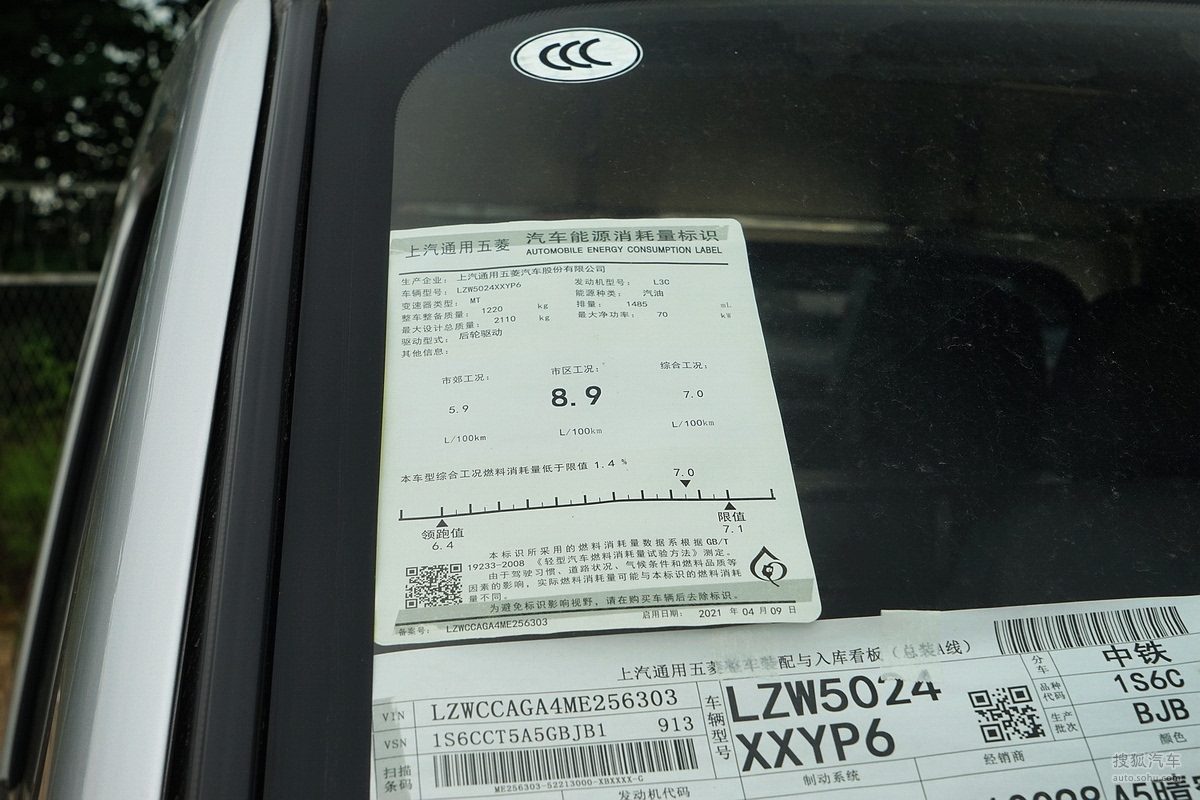 CCC
上汽通用五菱 汽车能源消耗量标识
AUTOMOBILE ENERGY CONSUMPTION LABEL
生产企业: 上汽通用五菱汽车股份有限公司
车辆型号: LZW5024XXYP6 发动机型号: L3C
变速器类型: MT 能源种类: 汽油
整车整备质量: 1220 kg 排量: 1485 mL
最大设计总质量: 2110 kg 最大净功率: 70 kW
驱动型式: 后轮驱动
其他信息:
市郊工况: 市区工况: 综合工况:
5.9 8.9 7.0
L/100km L/100km L/100km
本车型综合工况燃料消耗量低于限值 1.4 %
7.0
领跑值 限值
6.4 7.1
本标识所采用的燃料消耗量数据系根据GB/T
19233-2008 《轻型汽车燃料消耗量试验方法》测定。
由于驾驶习惯、道路状况、气候条件和燃料品质等
因素的影响，实际燃料消耗量可能与本标识的燃料消耗
量不同。
为避免标识影响视野，请在购买车辆后去除标识。
备案号: LZWCCAGA4ME256303 启用日期: 2021 年 04 月 09 日
上汽通用五菱整车装配与入库看板（总装A线）
VIN LZWCCAGA4ME256303 车辆型号 LZW5024 分车 中铁
VSN 1S6CCT5A5GBJB1 913 XXYP6 品种代码 1S6C
扫描条码 ME256303-52213000-XBXXXX-G 生产批次 BJB
发动机代码 制动系统 经销商 颜色
A5晴
搜狐汽车
auto.sohu.com